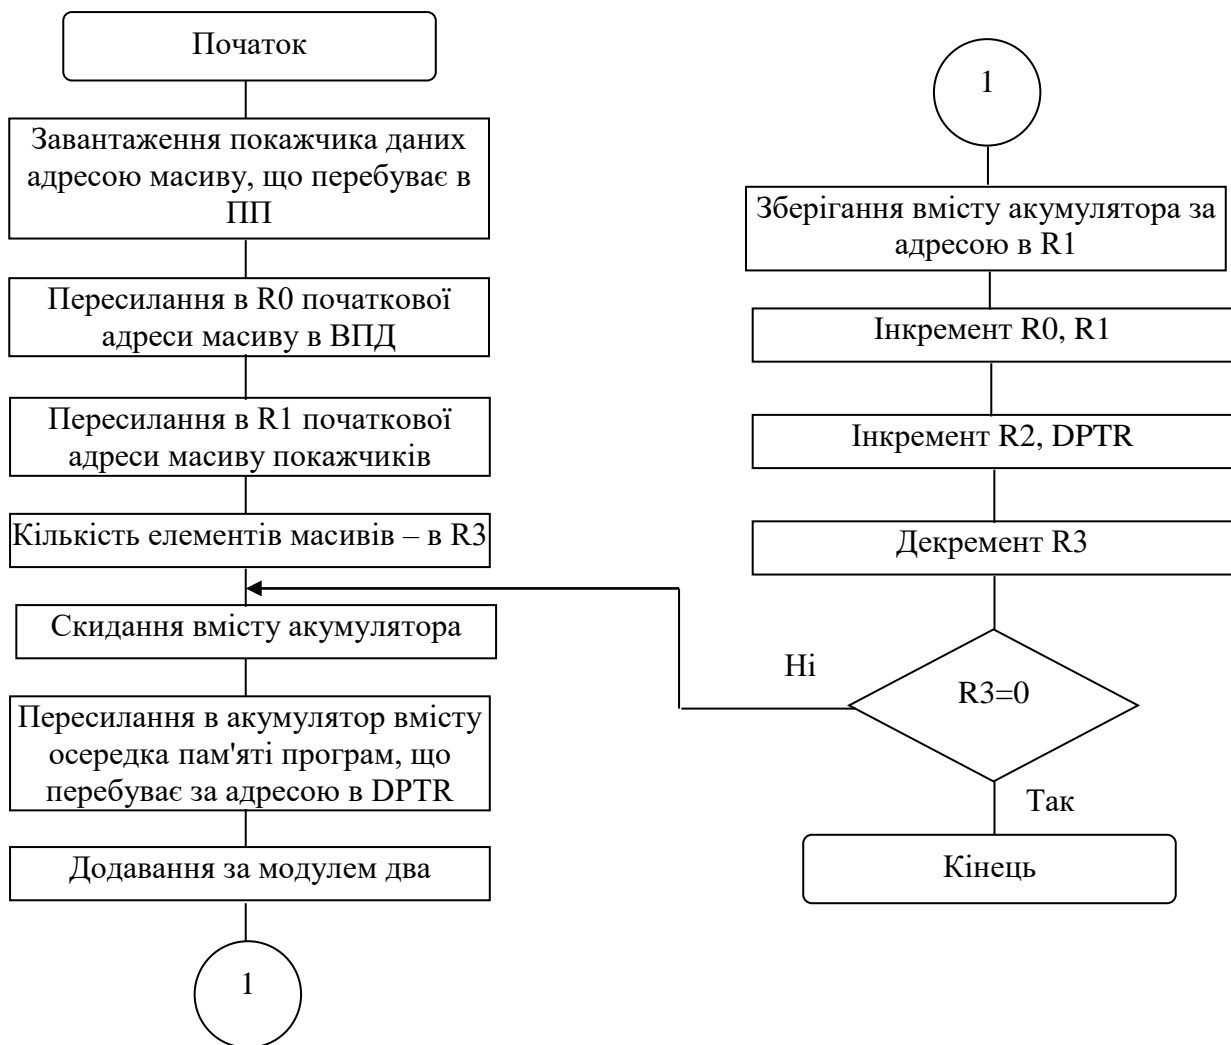 Початок
Завантаження покажчика даних
адресою масиву, що перебуває в
ПП
Пересилання в R0 початкової
адреси масиву в ВПД
Пересилання в R1 початкової
адреси масиву покажчиків
Кількість елементів масивів – в R3
Скидання вмісту акумулятора
Пересилання в акумулятор вмісту
осередка пам'яті програм, що
перебуває за адресою в DPTR
Додавання за модулем два
1
1
Зберігання вмісту акумулятора за
адресою в R1
Інкремент R0, R1
Інкремент R2, DPTR
Декремент R3
Ні
R3=0
Так
Кінець